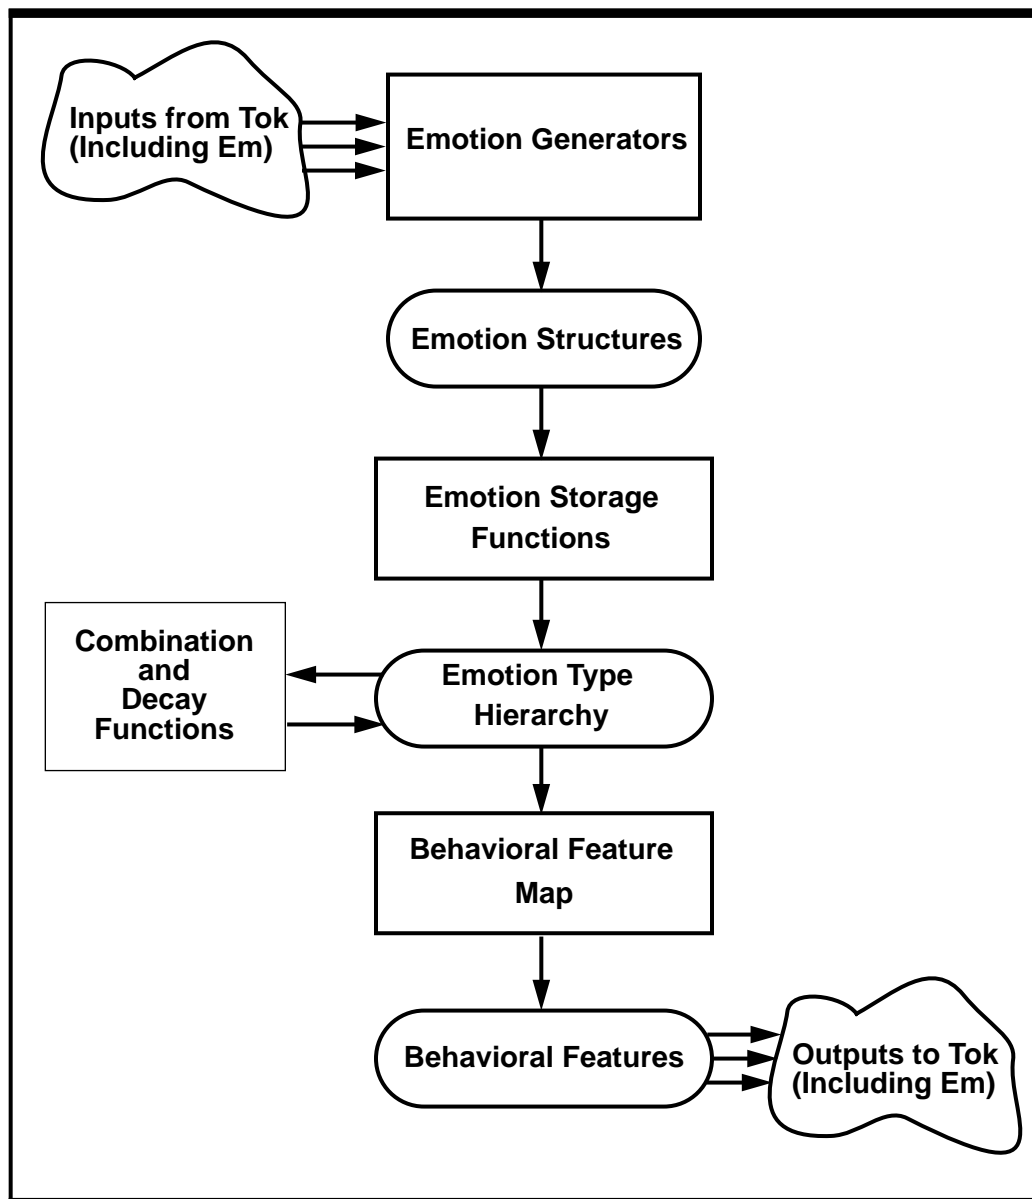 Inputs from Tok
(Including Em)
Emotion Generators
Emotion Structures
Emotion Storage
Functions
Combination
and
Decay
Functions
Emotion Type
Hierarchy
Behavioral Feature
Map
Behavioral Features
Outputs to Tok
(Including Em)